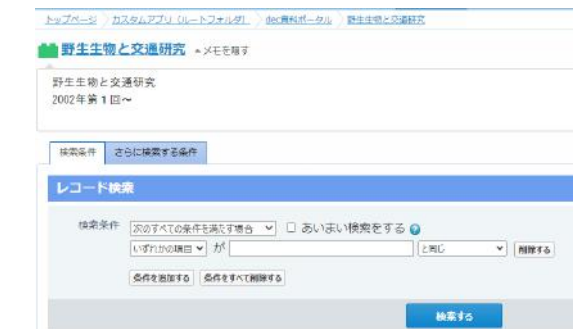 トップページ 〉カスタムアプリ（ルートフォルダ）〉dec資料ポータル 〉野生生物と交通研究
野生生物と交通研究 ▲メモを隠す
野生生物と交通研究
2002年第1回～
検索条件 さらに検索する条件
レコード検索
検索条件 次のすべての条件を満たす場合 あいまい検索をする
いずれかの項目 が と同じ 削除する
条件を追加する 条件をすべて削除する
検索する